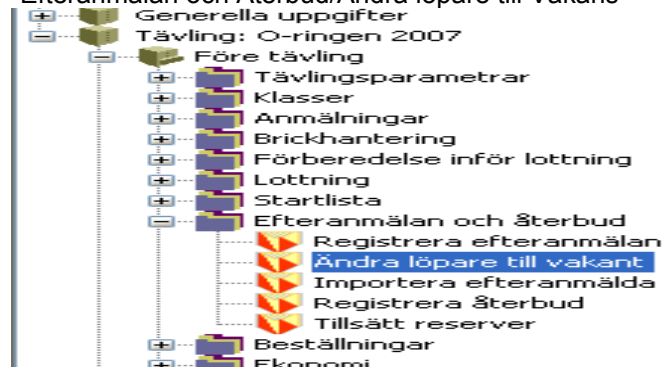 Efteranmälan och Återbud/Ändra löpare till Vakans
Generella uppgifter
Tävling: O-ringen 2007
Före tävling
Tävlingsparametrar
Klasser
Anmälningar
Brickhantering
Förberedelse inför lottning
Lottning
Startlista
Efteranmälan och återbud
Registrera efteranmälan
Ändra löpare till vakant
Importera efteranmälda
Registrera återbud
Tillsätt reserver
Beställningar
Ekonomi